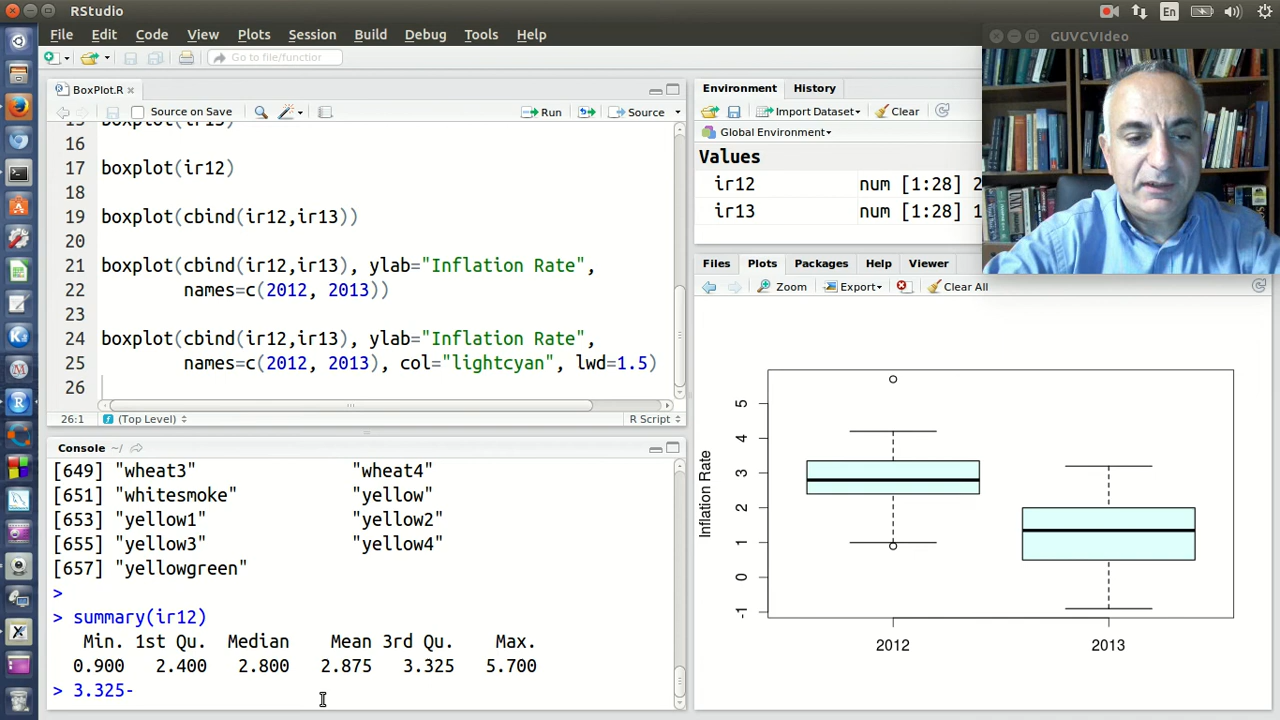 RStudio
En
File Edit Code View Plots Session Build Debug Tools Help
Go to file/function
GUVCVIdeo
BoxPlot.R
Source on Save
Run
Source
16
17 boxplot(ir12)
18
19 boxplot(cbind(ir12,ir13))
20
21 boxplot(cbind(ir12,ir13), ylab="Inflation Rate",
22 names=c(2012, 2013))
23
24 boxplot(cbind(ir12,ir13), ylab="Inflation Rate",
25 names=c(2012, 2013), col="lightcyan", lwd=1.5)
26
26:1 (Top Level) R Script
Console ~/
[649] "wheat3" "wheat4"
[651] "whitesmoke" "yellow"
[653] "yellow1" "yellow2"
[655] "yellow3" "yellow4"
[657] "yellowgreen"
>
> summary(ir12)
Min. 1st Qu. Median Mean 3rd Qu. Max.
0.900 2.400 2.800 2.875 3.325 5.700
> 3.325-
Environment History
Import Dataset Clear
Global Environment
Values
ir12 num [1:28] 2
ir13 num [1:28] 1
Files Plots Packages Help Viewer
Zoom Export Clear All
Inflation Rate
5
4
3
2
1
0
-1
2012 2013